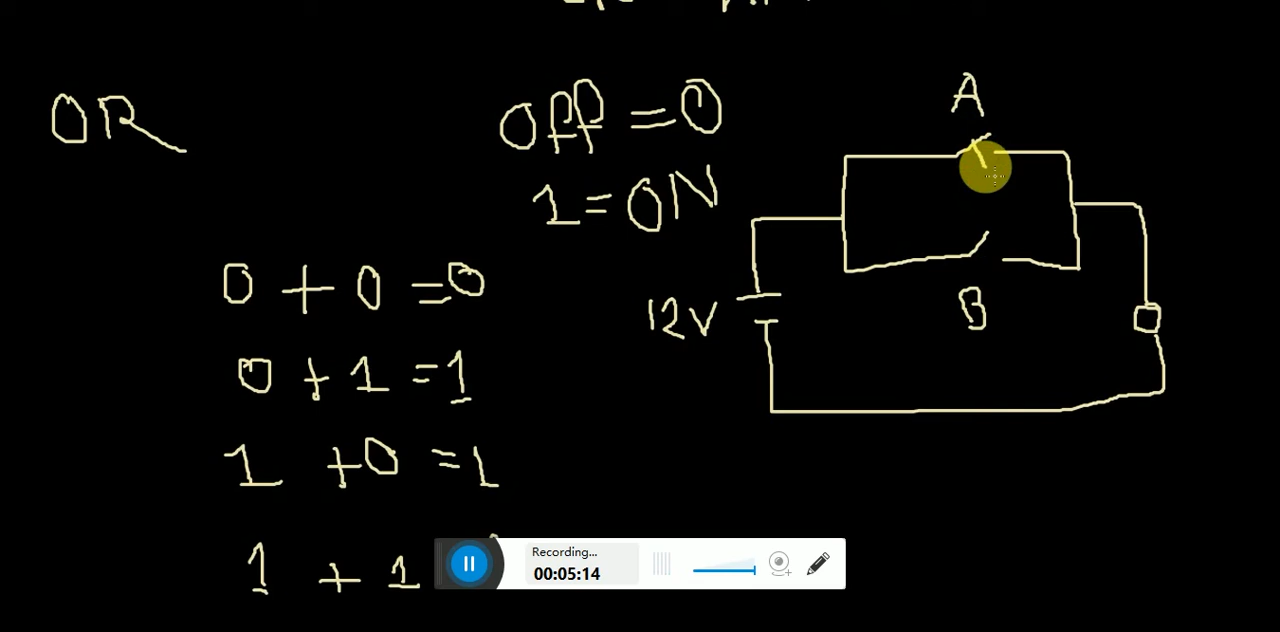 OR
Off = 0
1 = ON
0 + 0 = 0
0 + 1 = 1
1 + 0 = 1
1 + 1
A
B
12V
Recording...
00:05:14